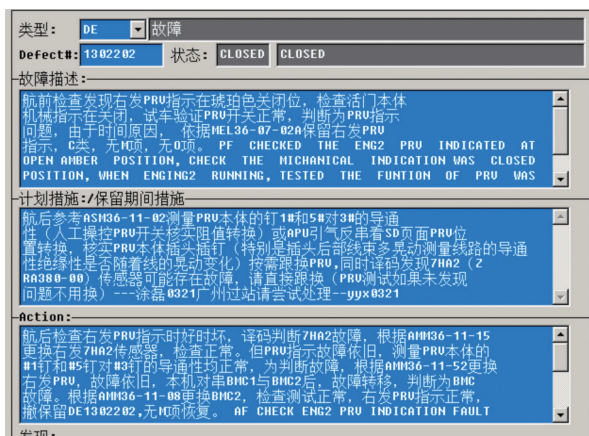 类型: DE 故障
Defect#: 1302202 状态: CLOSED CLOSED
故障描述:
航前检查发现右发PRV指示在琥珀色关闭位, 检查活门本体
机械指示在关闭, 试车验证PRV开关正常, 判断为PRV指示
问题, 由于时间原因, 依据MEL36-07-02A保留右发PRV
指示, C类, 无M项, 无O项。 PF CHECKED THE ENG2 PRV INDICATED AT
OPEN AMBER POSITION, CHECK THE MICHANICAL INDICATION WAS CLOSED
POSITION, WHEN ENGING2 RUNNING, TESTED THE FUNTION OF PRV WAS
计划措施:/保留期间措施
航后参考ASM36-11-02测量PRV本体的钉1#和5#对3#的导通
性 (人工操控PRV开关核实阻值转换) 或APU引气反串看SD页面PRV位
置转换, 核实PRV本体插头插钉 (特别是插头后部线束多晃动测量线路的导通
性绝缘性是否随着线的晃动变化) 按需跟换PRV,同时译码发现7HA2 (Z
RA380-00) 传感器可能存在故障, 请直接跟换 (PRV测试如果未发现
问题不用换) ---涂磊0321广州过站请尝试处理--yyx0321
Action:
航后检查右发PRV指示时好时坏, 译码判断7HA2故障, 根据AMM36-11-15
更换右发7HA2传感器, 检查正常。但PRV指示故障依旧, 测量PRV本体的
#1钉和#5钉对#3钉的导通性均正常, 为判断故障, 根据AMM36-11-52更换
右发PRV, 故障依旧, 本机对串BMC1与BMC2后, 故障转移, 判断为BMC
故障。根据AMM36-11-08更换BMC2, 检查测试正常, 右发PRV指示正常,
撤保留DE1302202,无M项恢复。 AF CHECK ENG2 PRV INDICATION FAULT